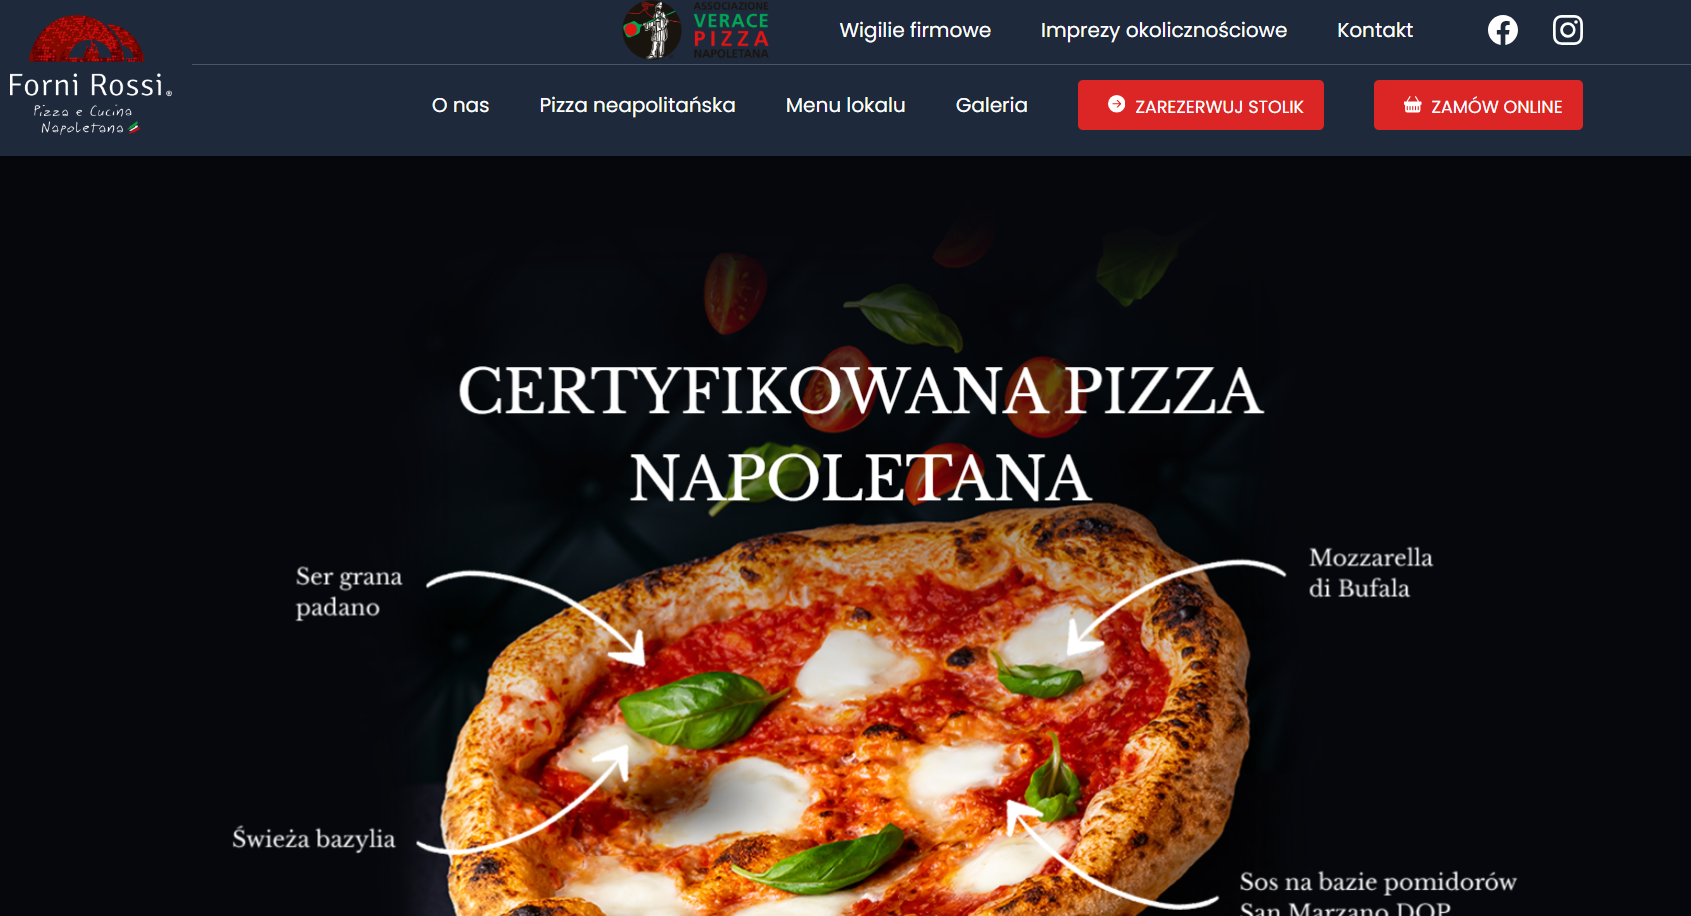 Forni Rossi®
Pizza e Cucina
Napoletana
ASSOCIAZIONE
VERACE
PIZZA
NAPOLETANA
Wigilie firmowe
Imprezy okolicznościowe
Kontakt
O nas
Pizza neapolitańska
Menu lokalu
Galeria
ZAREZERWUJ STOLIK
ZAMÓW ONLINE
CERTYFIKOWANA PIZZA
NAPOLETANA
Ser grana
padano
Mozzarella
di Bufala
Świeża bazylia
Sos na bazie pomidorów
San Marzano DOP